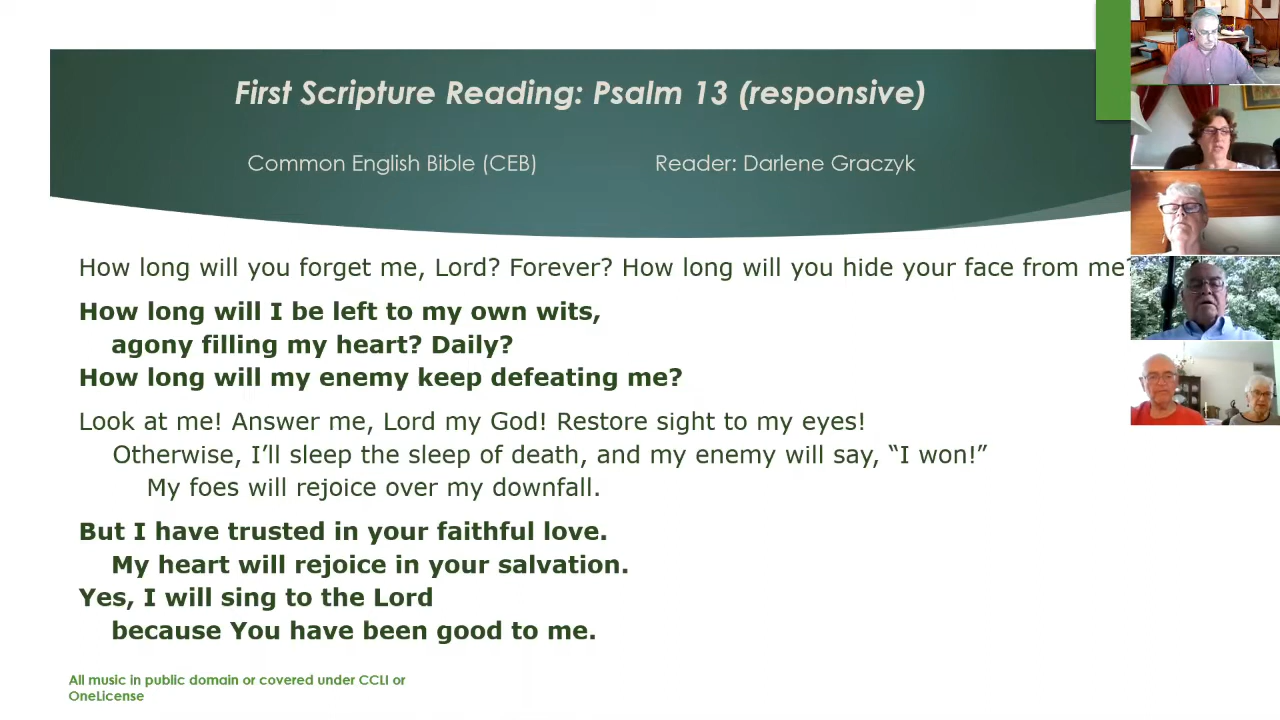 First Scripture Reading: Psalm 13 (responsive)
Common English Bible (CEB) Reader: Darlene Graczyk
How long will you forget me, Lord? Forever? How long will you hide your face from me?
How long will I be left to my own wits,
agony filling my heart? Daily?
How long will my enemy keep defeating me?
Look at me! Answer me, Lord my God! Restore sight to my eyes!
Otherwise, I’ll sleep the sleep of death, and my enemy will say, “I won!”
My foes will rejoice over my downfall.
But I have trusted in your faithful love.
My heart will rejoice in your salvation.
Yes, I will sing to the Lord
because You have been good to me.
All music in public domain or covered under CCLI or
OneLicense